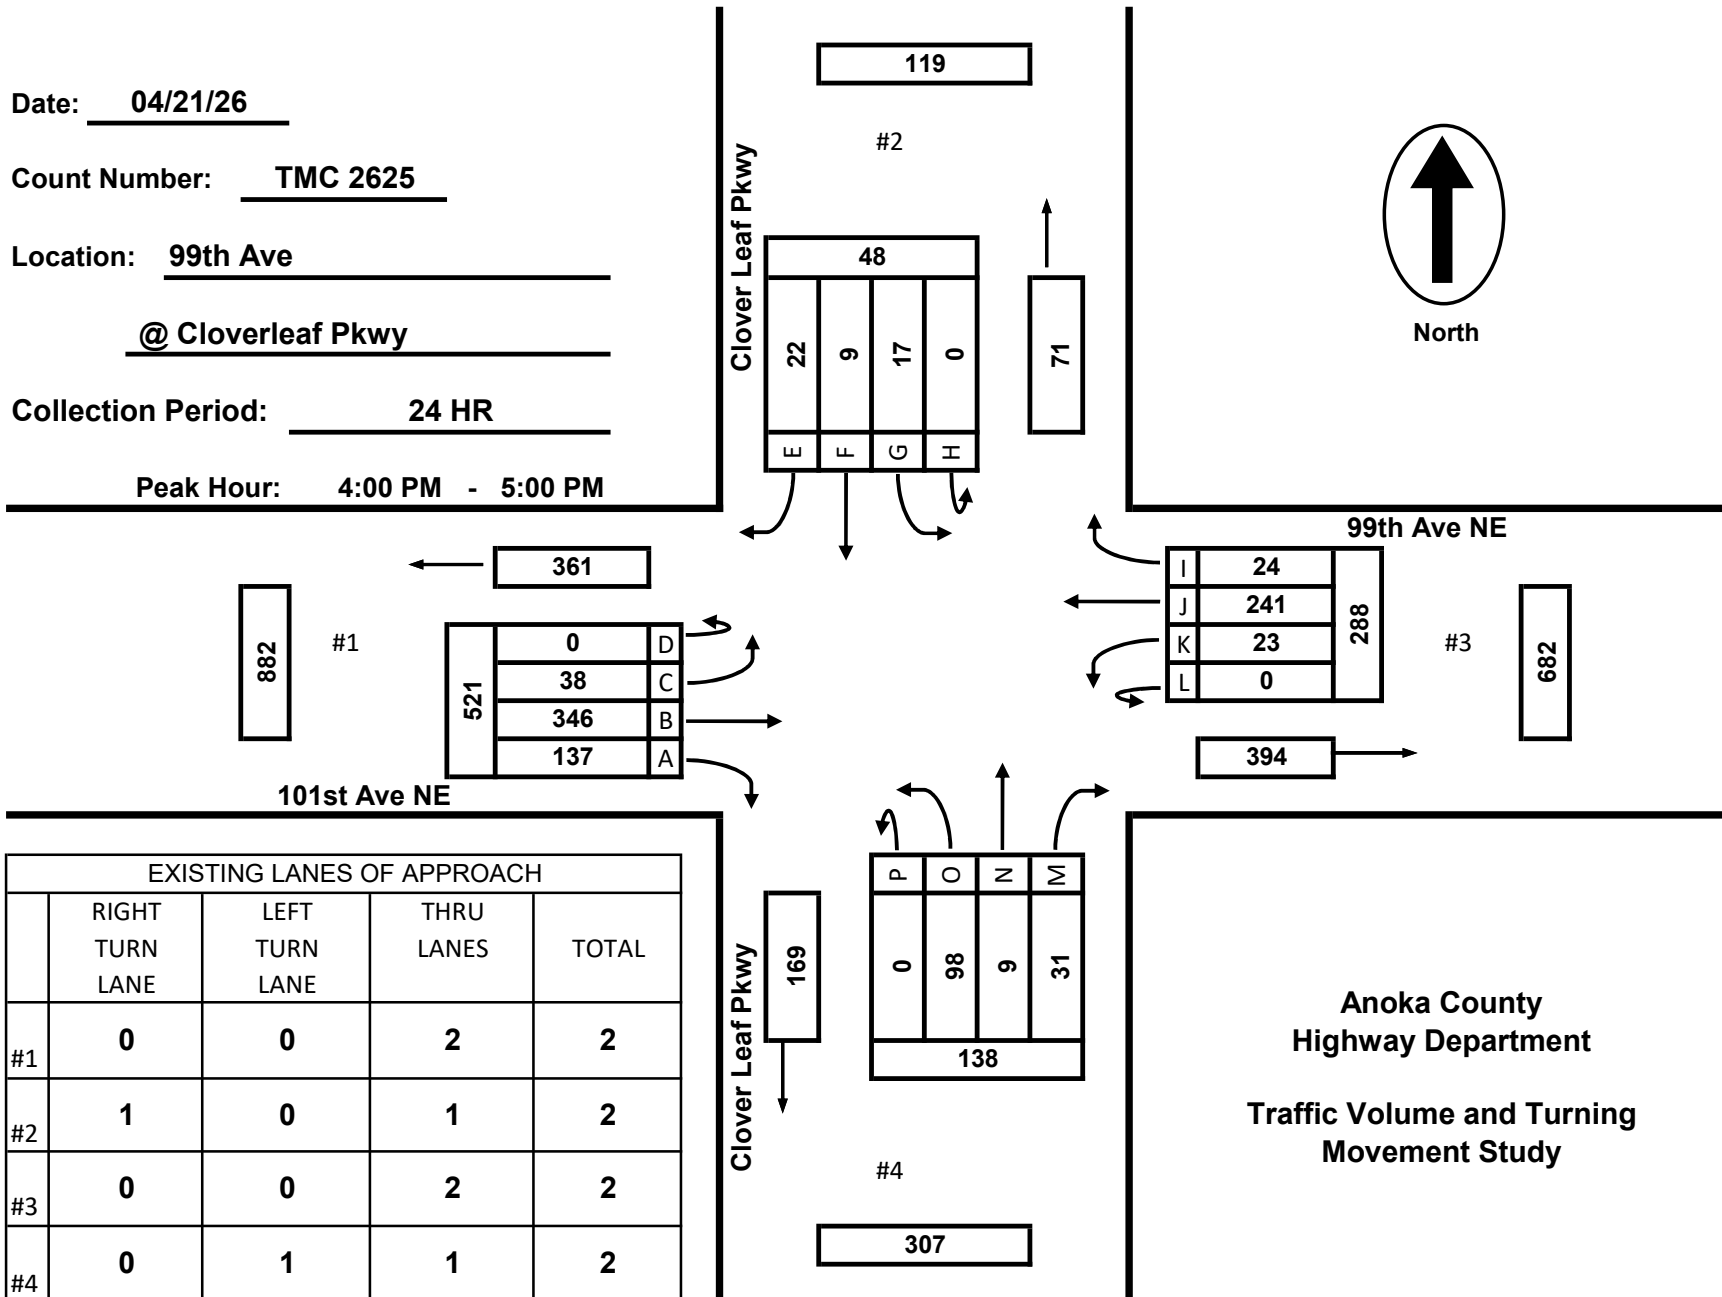 Date: 04/21/26
Count Number: TMC 2625
Location: 99th Ave
@ Cloverleaf Pkwy
Collection Period: 24 HR
Peak Hour: 4:00 PM - 5:00 PM
119
#2
Clover Leaf Pkwy
48
22 9 17 0
E F G H
71
North
99th Ave NE
361
882
#1
521
0 D
38 C
346 B
137 A
101st Ave NE
I 24
J 241
K 23
L 0
288
#3
682
394
EXISTING LANES OF APPROACH
RIGHT TURN LANE
LEFT TURN LANE
THRU LANES
TOTAL
#1 0 0 2 2
#2 1 0 1 2
#3 0 0 2 2
#4 0 1 1 2
Clover Leaf Pkwy
169
P O N M
0 98 9 31
138
#4
307
Anoka County
Highway Department
Traffic Volume and Turning
Movement Study